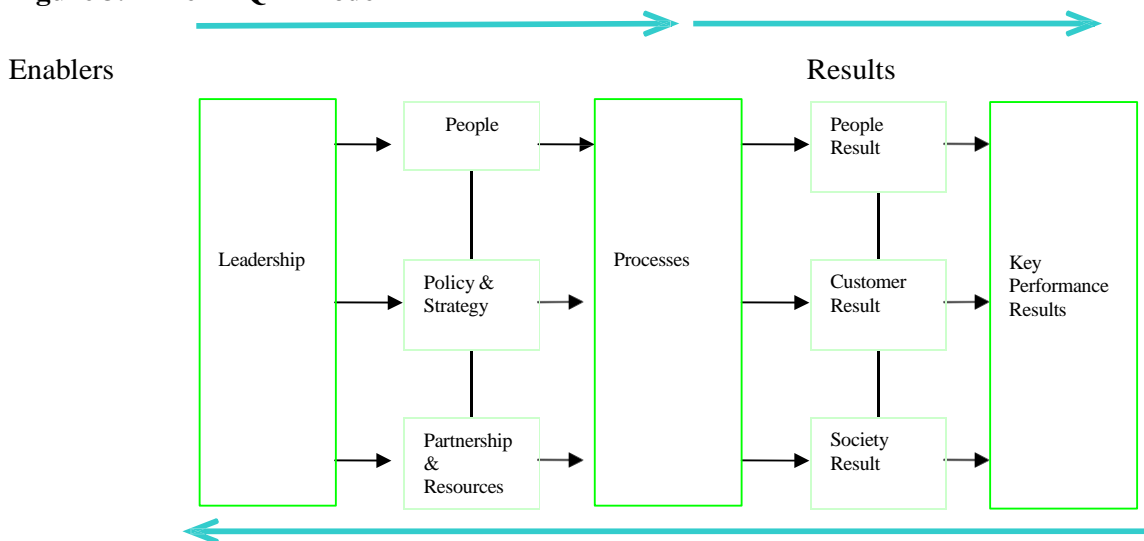 Enablers
Results
Leadership
People
Policy &
Strategy
Partnership
&
Resources
Processes
People
Result
Customer
Result
Society
Result
Key
Performance
Results